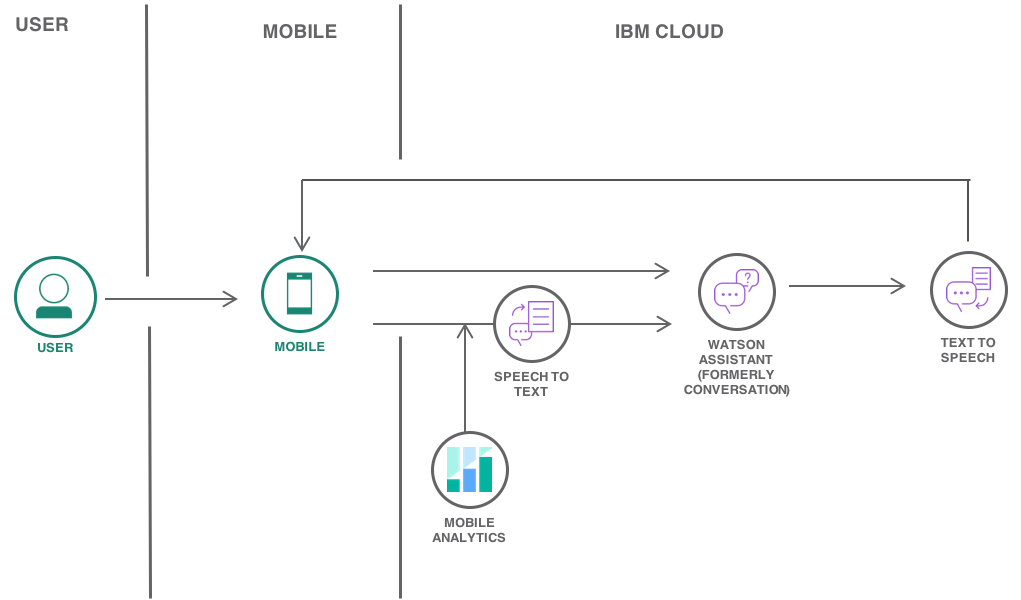 USER
MOBILE
IBM CLOUD
USER
MOBILE
SPEECH TO
TEXT
WATSON
ASSISTANT
(FORMERLY
CONVERSATION)
TEXT TO
SPEECH
MOBILE
ANALYTICS